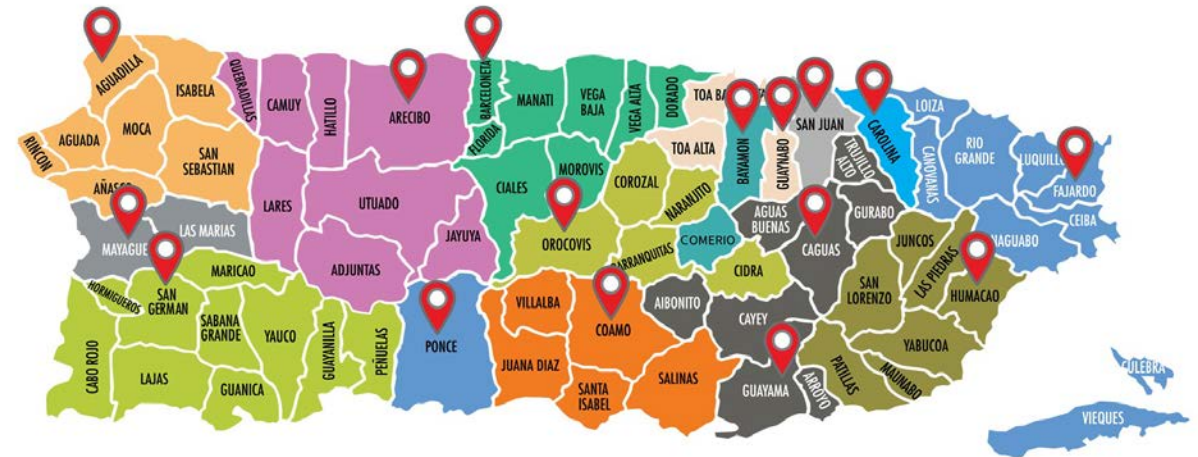 AGUADILLA
ISABELA
QUEBRADILLAS
CAMUY
HATILLO
ARECIBO
BARCELONETA
MANATI
VEGA
BAJA
VEGA ALTA
DORADO
TOA BA
SAN JUAN
CAROLINA
LOIZA
RINCON
AGUADA
MOCA
SAN
SEBASTIAN
FLORIDA
TOA ALTA
BAYAMON
GUAYNABO
TRUJILLO
ALTO
CANOVANAS
RIO
GRANDE
LUQUILL
FAJARDO
AÑASCO
LARES
UTUADO
CIALES
MOROVIS
COROZAL
NARANJITO
AGUAS
BUENAS
GURABO
CEIBA
MAYAGUE
LAS MARIAS
JAYUYA
OROCOVIS
BARRANQUITAS
COMERIO
CAGUAS
JUNCOS
NAGUABO
MARICAO
ADJUNTAS
CIDRA
LAS PIEDRAS
HORMIGUEROS
SAN
GERMAN
VILLALBA
COAMO
AIBONITO
CAYEY
SAN
LORENZO
HUMACAO
SABANA
GRANDE
YAUCO
GUAYANILLA
PEÑUELAS
PONCE
YABUCOA
CABO ROJO
LAJAS
GUANICA
JUANA DIAZ
SANTA
ISABEL
SALINAS
GUAYAMA
ARROYO
PATILLAS
MAUNABO
CULEBRA
VIEQUES